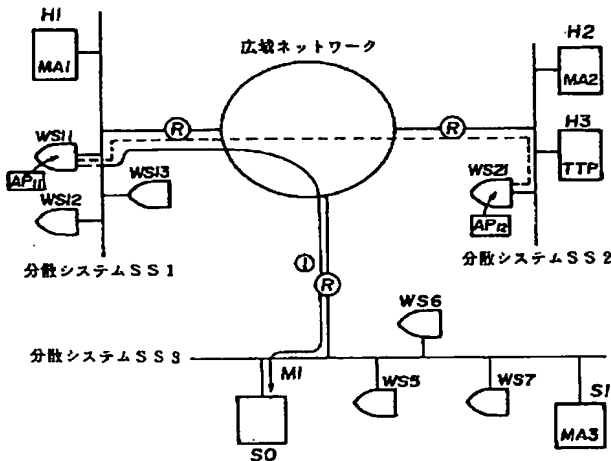 H1
MA1
WS11
AP11
WS12
WS13
分散システムSS1
R
広域ネットワーク
R
H2
MA2
H3
TTP
WS21
AP12
分散システムSS2
①
R
分散システムSS3
M1
S0
WS5
WS6
WS7
S1
MA3